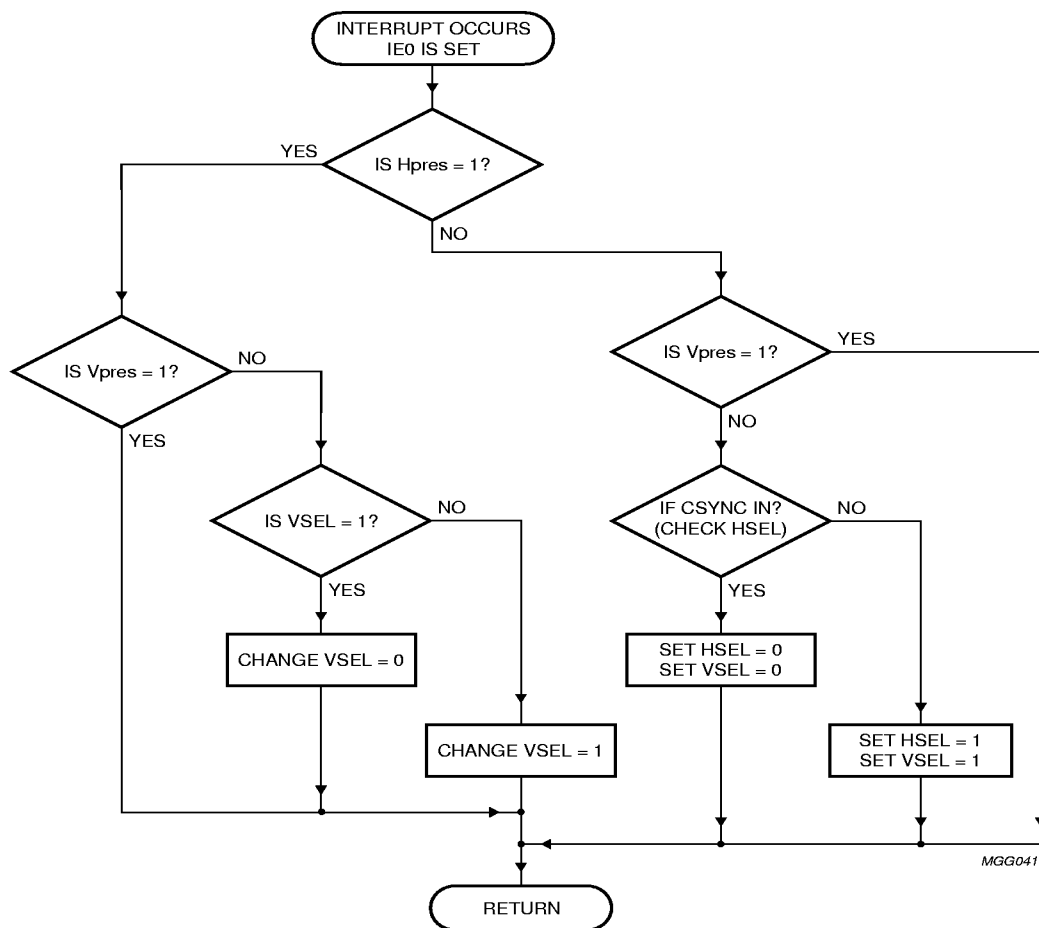 INTERRUPT OCCURS
IE0 IS SET
YES
IS Hpres = 1?
NO
IS Vpres = 1?
NO
YES
IS Vpres = 1?
YES
NO
IS VSEL = 1?
NO
YES
IF CSYNC IN?
(CHECK HSEL)
NO
YES
CHANGE VSEL = 0
SET HSEL = 0
SET VSEL = 0
CHANGE VSEL = 1
SET HSEL = 1
SET VSEL = 1
MGG041
RETURN